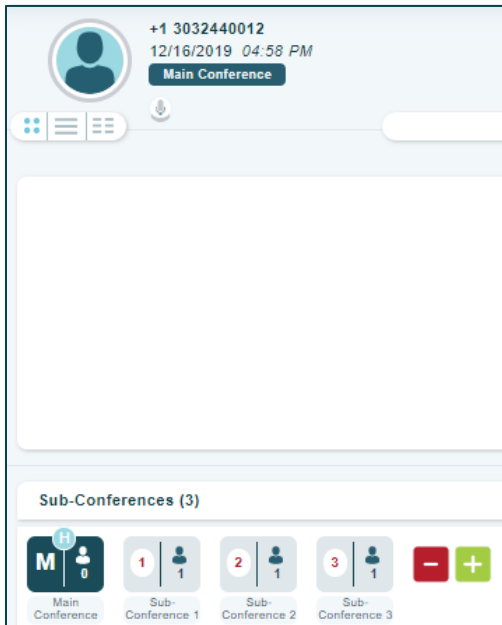 +1 3032440012
12/16/2019 04:58 PM
Main Conference
Sub-Conferences (3)
H
M 0
1 1
2 1
3 1
Main
Conference
Sub-
Conference 1
Sub-
Conference 2
Sub-
Conference 3